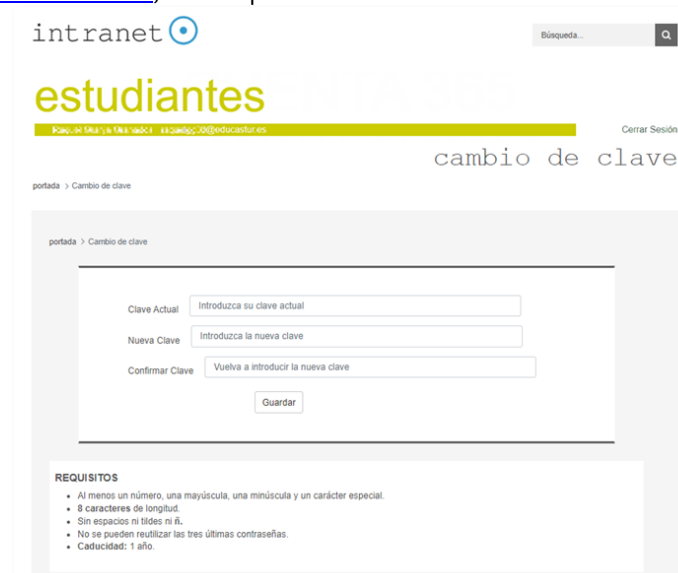 intranet
Búsqueda...
estudiantes
@educastur.es
Cerrar Sesión
cambio de clave
portada > Cambio de clave
portada > Cambio de clave
Clave Actual Introduzca su clave actual
Nueva Clave Introduzca la nueva clave
Confirmar Clave Vuelva a introducir la nueva clave
Guardar
REQUISITOS
• Al menos un número, una mayúscula, una minúscula y un carácter especial.
• 8 caracteres de longitud.
• Sin espacios ni tildes ni ñ.
• No se pueden reutilizar las tres últimas contraseñas.
• Caducidad: 1 año.